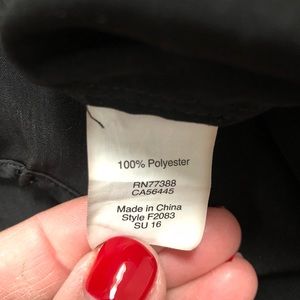 100% Polyester
RN77388
CA56445
Made in China
Style F2083
SU 16